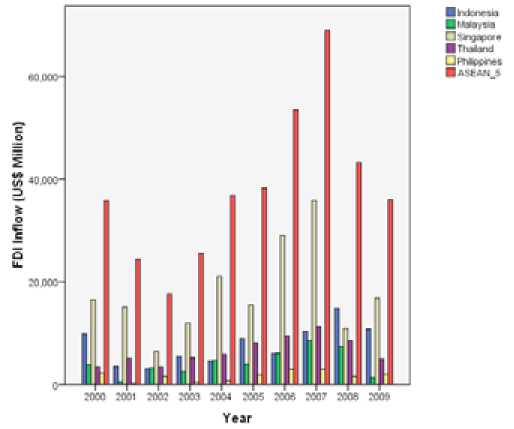 Indonesia
Malaysia
Singapore
Thailand
Philippines
ASEAN_5
FDI Inflow (US$ Million)
60,000
40,000
20,000
0
2000 2001 2002 2003 2004 2005 2006 2007 2008 2009
Year